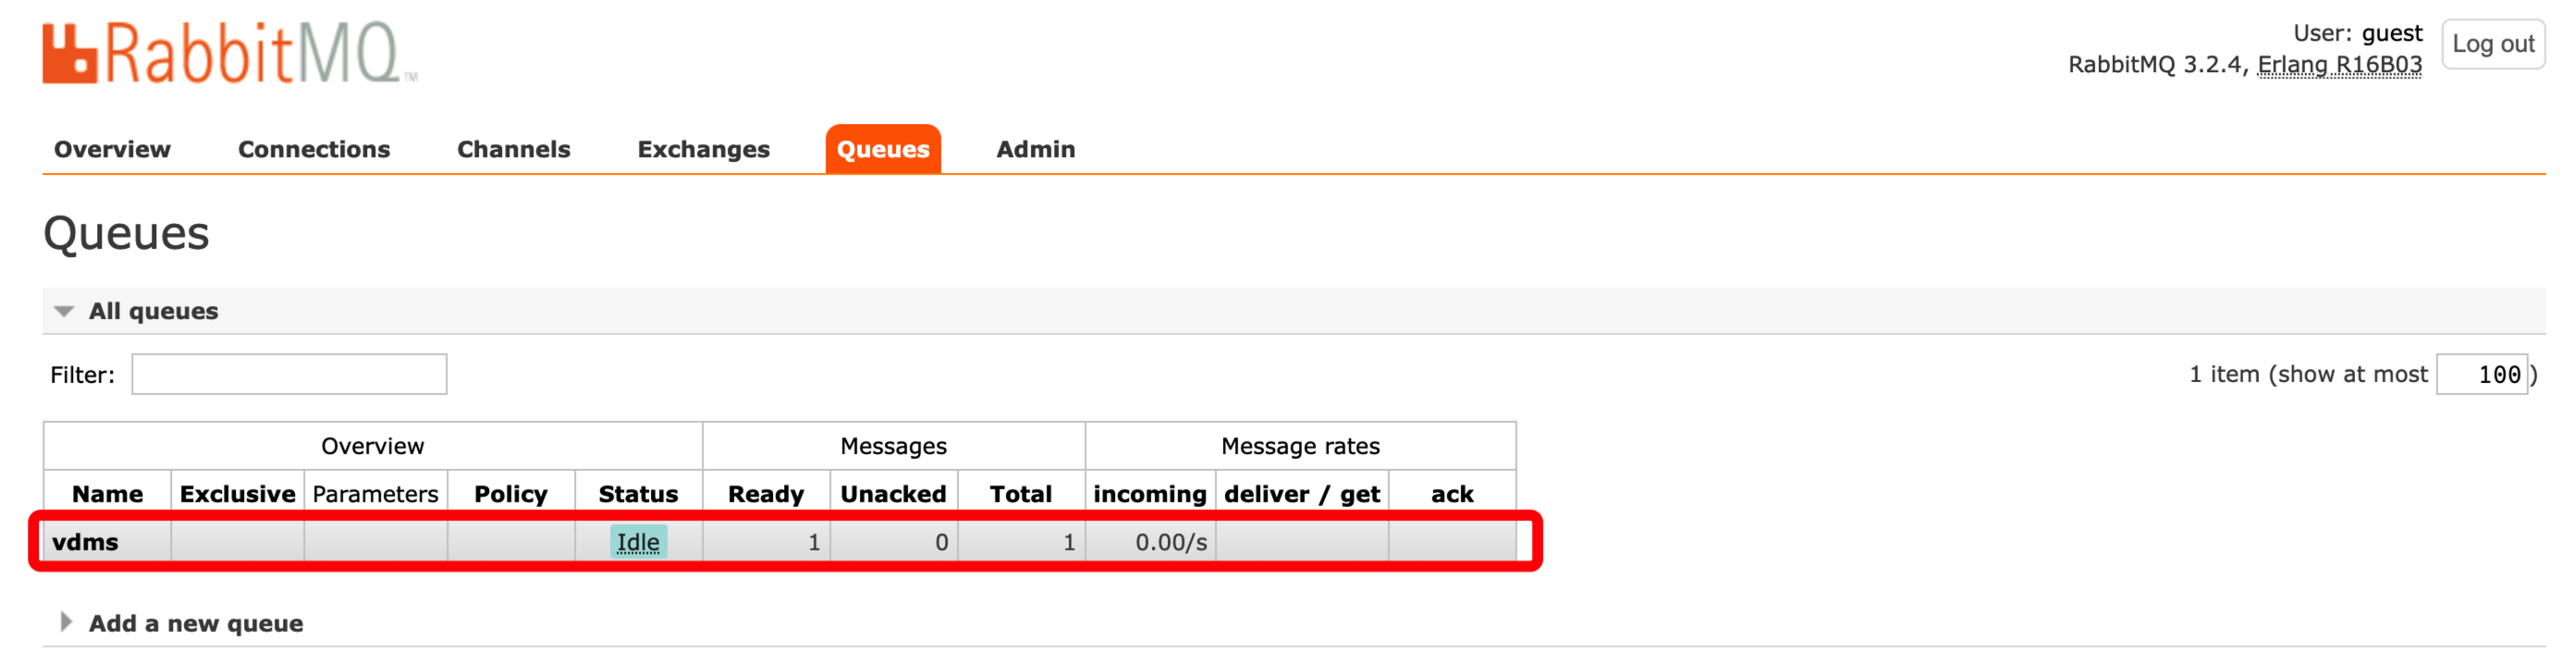 RabbitMQ™
User: guest
Log out
RabbitMQ 3.2.4, Erlang R16B03
Overview Connections Channels Exchanges Queues Admin
Queues
All queues
Filter:
1 item (show at most 100)
Overview Messages Message rates
Name Exclusive Parameters Policy Status Ready Unacked Total incoming deliver / get ack
vdms Idle 1 0 1 0.00/s
Add a new queue